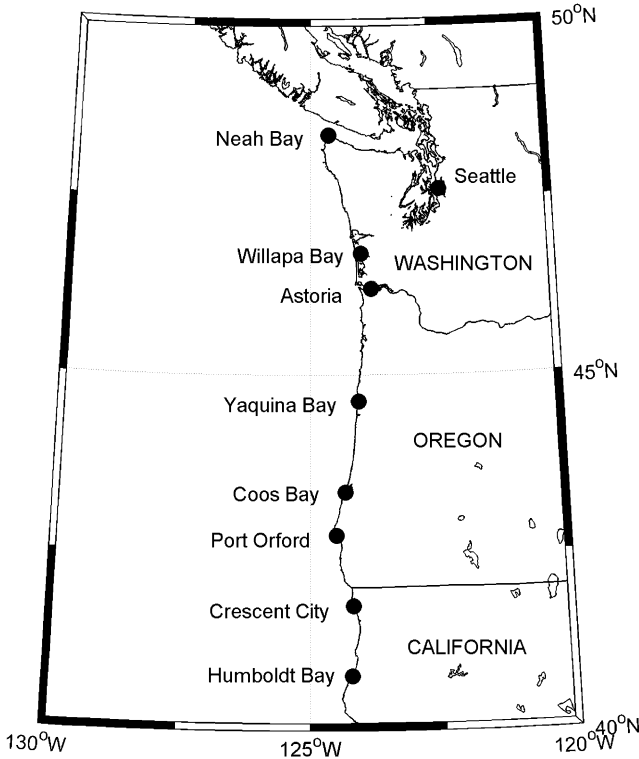 50°N
Neah Bay
Seattle
Willapa Bay
WASHINGTON
Astoria
45°N
Yaquina Bay
OREGON
Coos Bay
Port Orford
Crescent City
CALIFORNIA
Humboldt Bay
40°N
130°W
125°W
120°W